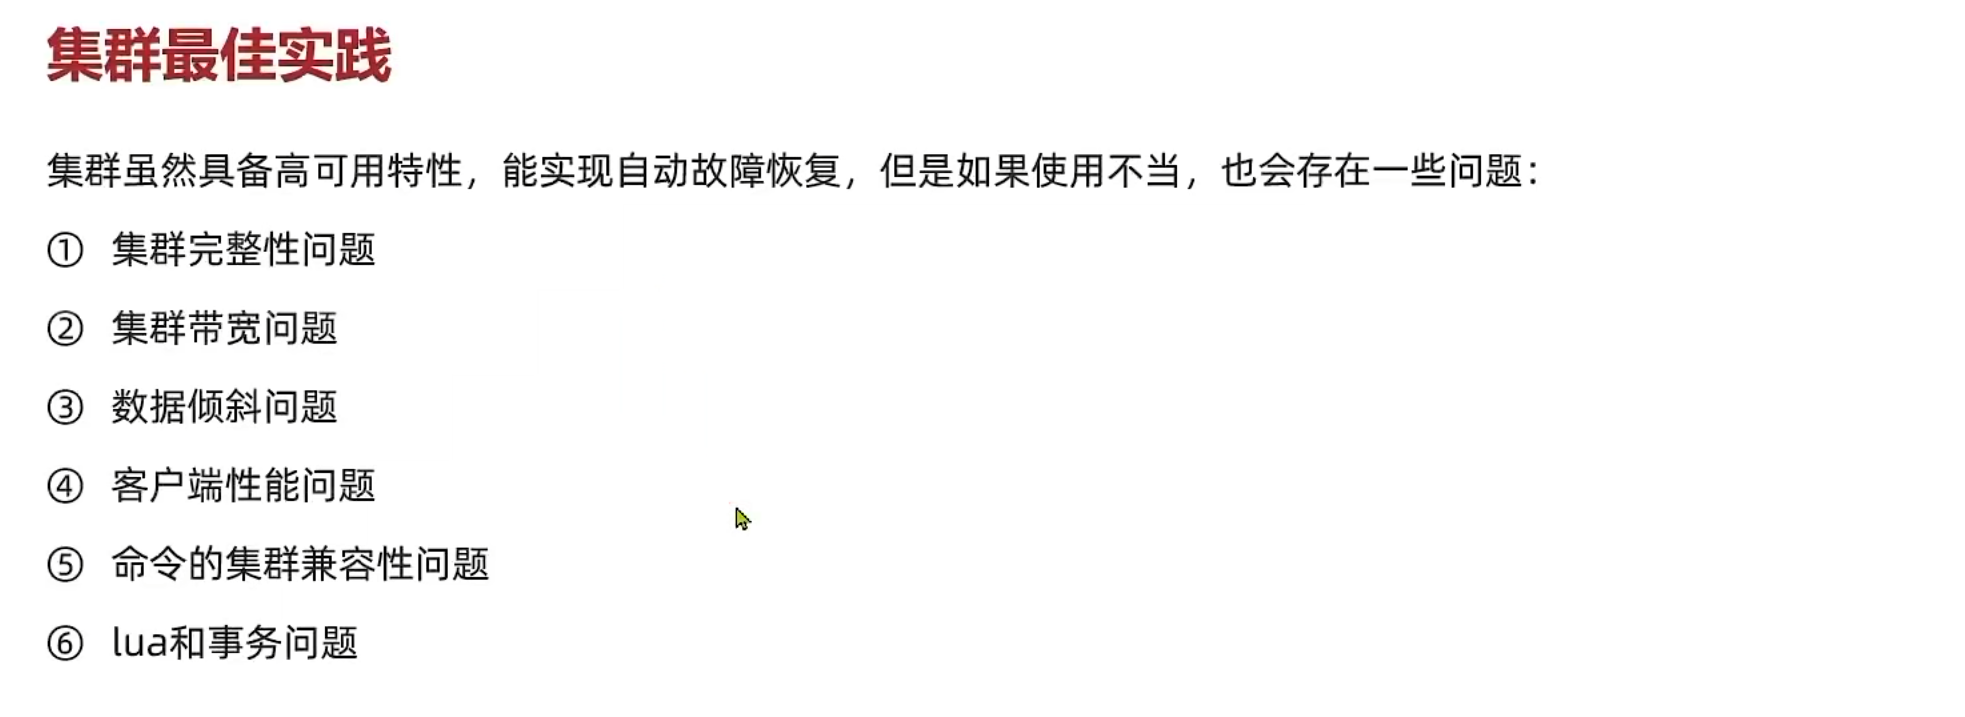 集群最佳实践
集群虽然具备高可用特性，能实现自动故障恢复，但是如果使用不当，也会存在一些问题：
① 集群完整性问题
② 集群带宽问题
③ 数据倾斜问题
④ 客户端性能问题
⑤ 命令的集群兼容性问题
⑥ lua和事务问题